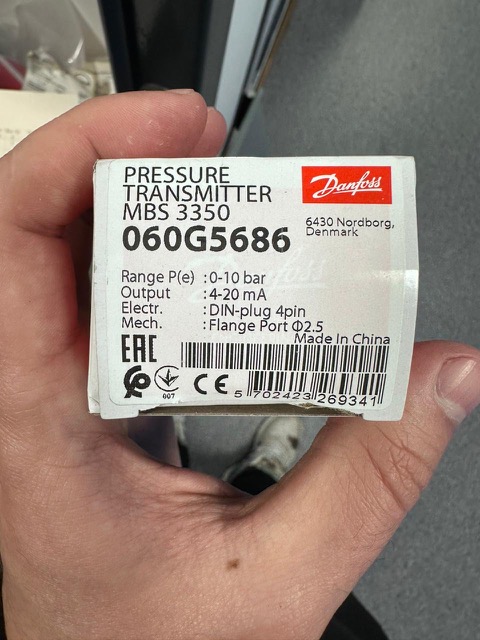 PRESSURE
TRANSMITTER
MBS 3350
060G5686
Danfoss
6430 Nordborg,
Denmark
Range P(e) : 0-10 bar
Output : 4-20 mA
Electr. : DIN-plug 4pin
Mech. : Flange Port Φ2.5
Made In China
EAC
007
CE
5 702423 269341